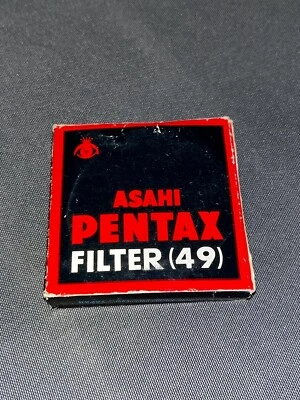 ASAHI
PENTAX
FILTER (49)